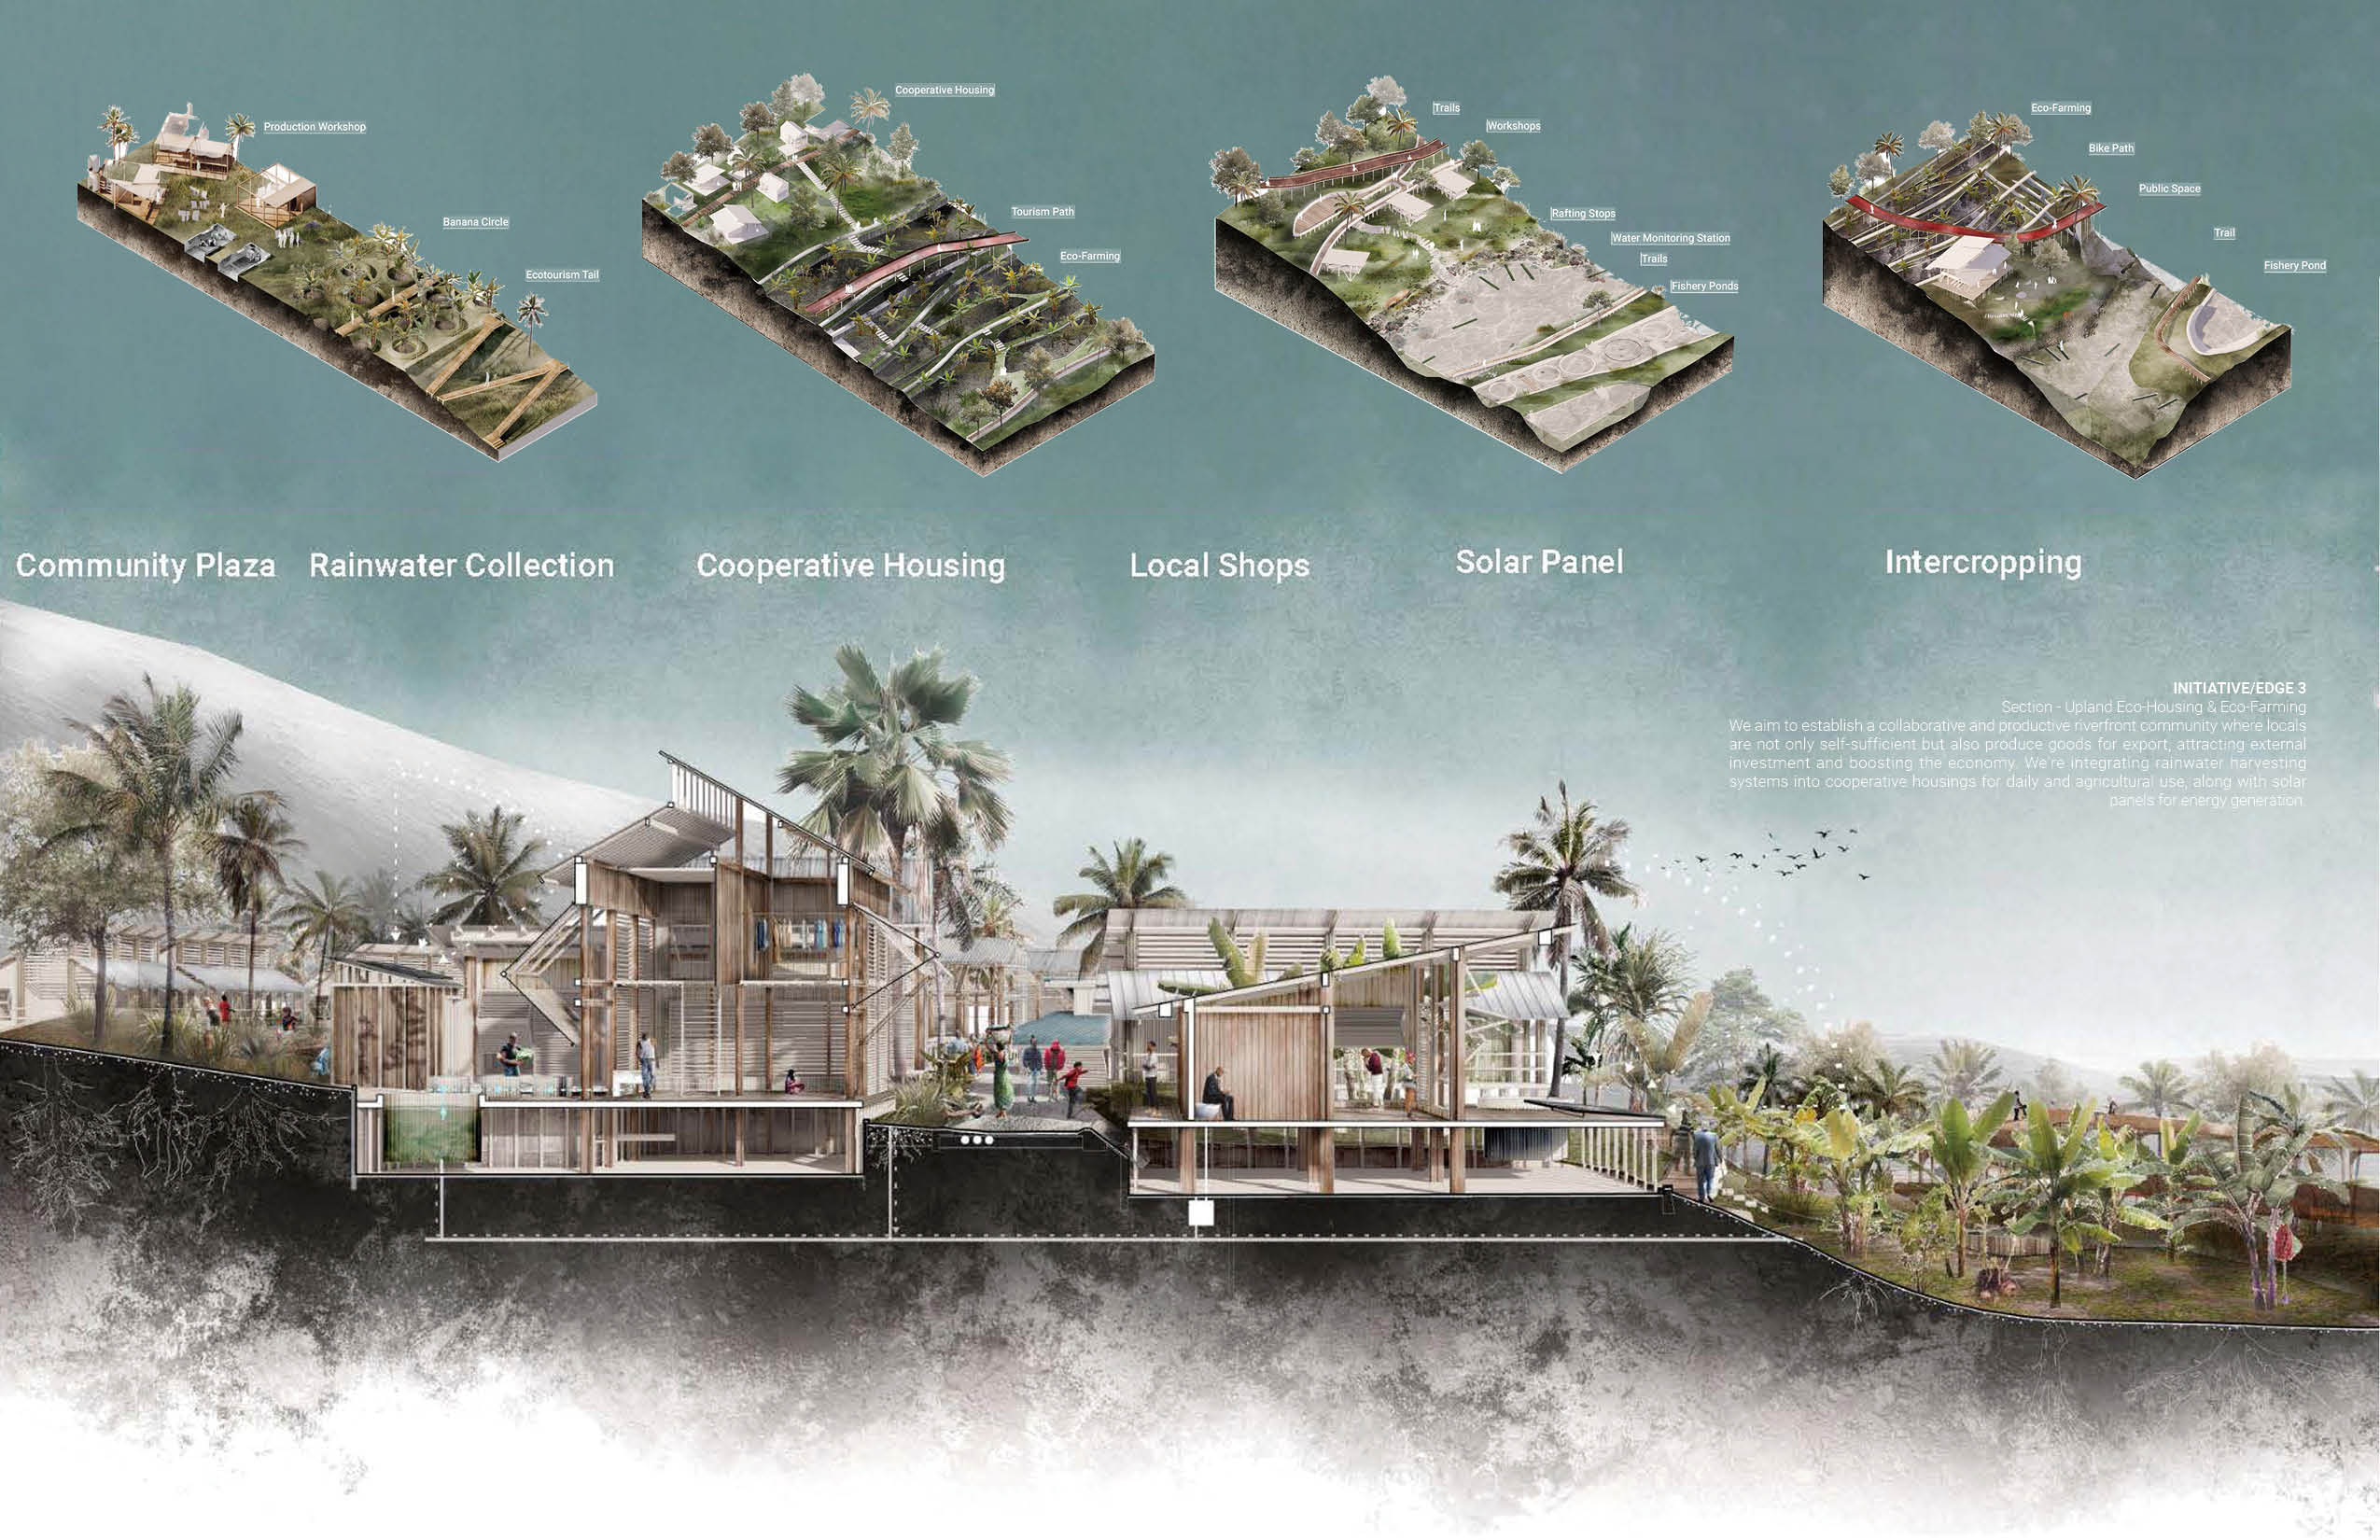 Production Workshop
Banana Circle
Ecotourism Tail
Cooperative Housing
Tourism Path
Eco-Farming
Trails
Workshops
Rafting Stops
Water Monitoring Station
Trails
Fishery Ponds
Eco-Farming
Bike Path
Public Space
Trail
Fishery Pond
Community Plaza
Rainwater Collection
Cooperative Housing
Local Shops
Solar Panel
Intercropping
INITIATIVE/EDGE 3
Section - Upland Eco-Housing & Eco-Farming
We aim to establish a collaborative and productive riverfront community where locals
are not only self-sufficient but also produce goods for export, attracting external
investment and boosting the economy. We're integrating rainwater harvesting
systems into cooperative housings for daily and agricultural use, along with solar
panels for energy generation.